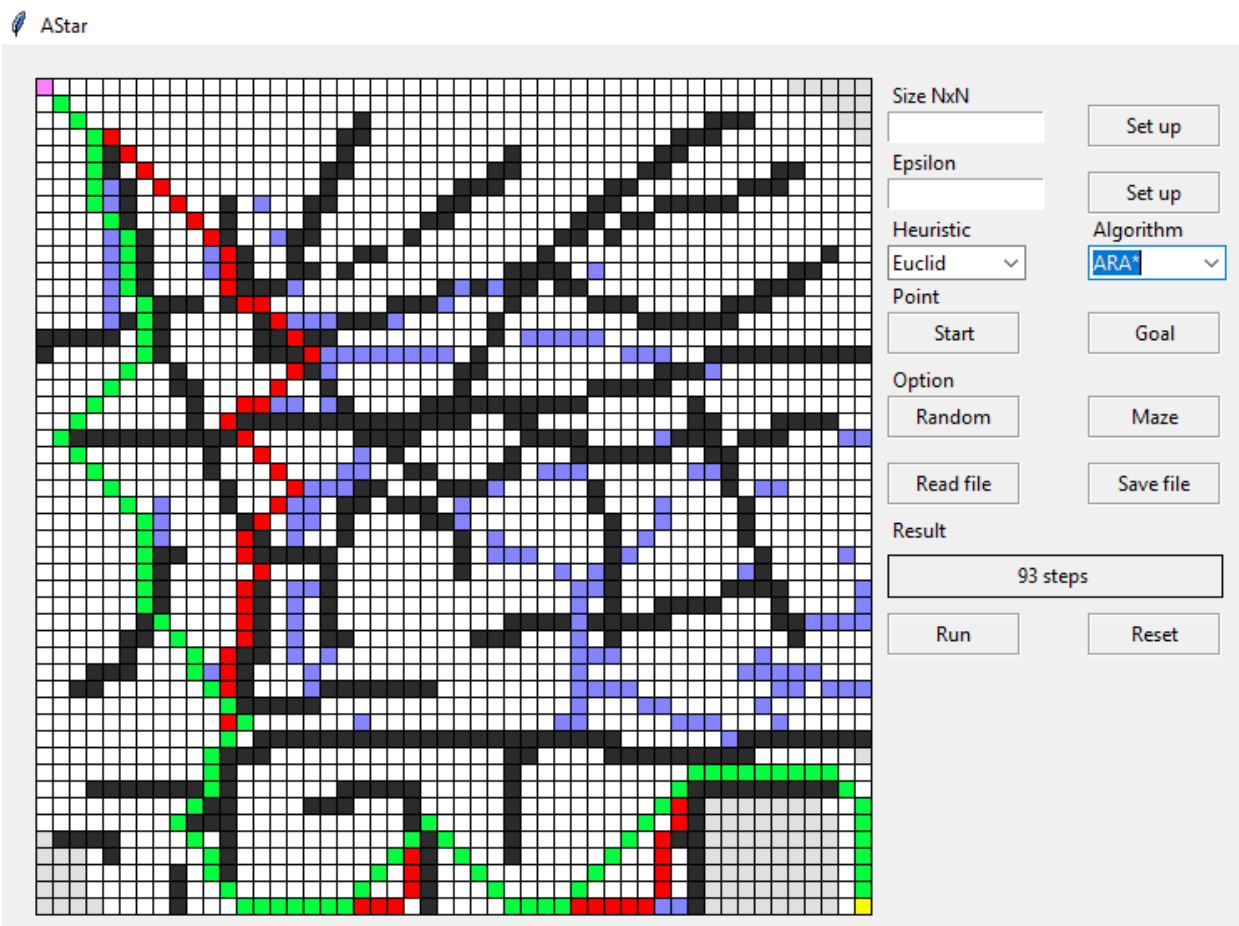 AStar
Size NxN
Set up
Epsilon
Set up
Heuristic Algorithm
Euclid ARA*
Point
Start Goal
Option
Random Maze
Read file Save file
Result
93 steps
Run Reset